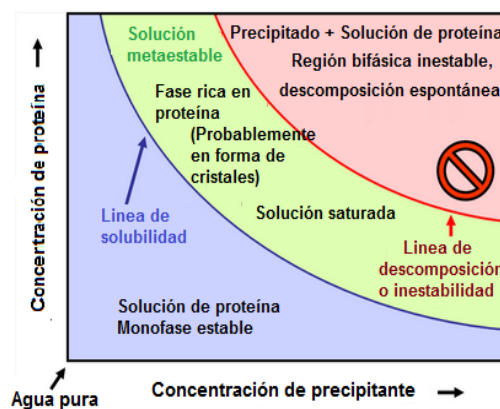 Solución
metaestable
Precipitado + Solución de proteína
Región bifásica inestable,
descomposición espontánea
Fase rica en
proteína
(Probablemente
en forma de
cristales)
Linea de
solubilidad
Solución saturada
Linea de
descomposición
o inestabilidad
Solución de proteína
Monofase estable
Concentración de proteína
Agua pura
Concentración de precipitante